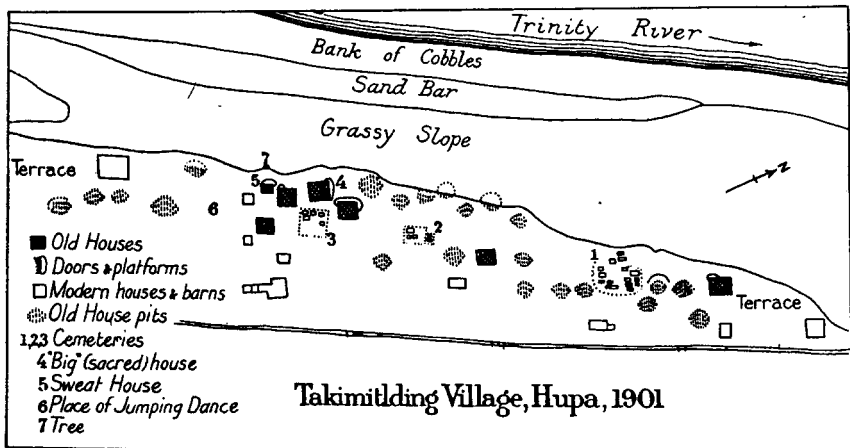 Trinity River
Bank of Cobbles
Sand Bar
Grassy Slope
N
7
Terrace
5
4
6
3
2
1
Terrace
Old Houses
Doors & platforms
Modern houses & barns
Old House pits
1,2,3 Cemeteries
4 "Big" (sacred) house
5 Sweat House
6 Place of Jumping Dance
7 Tree
Takimitlding Village, Hupa, 1901